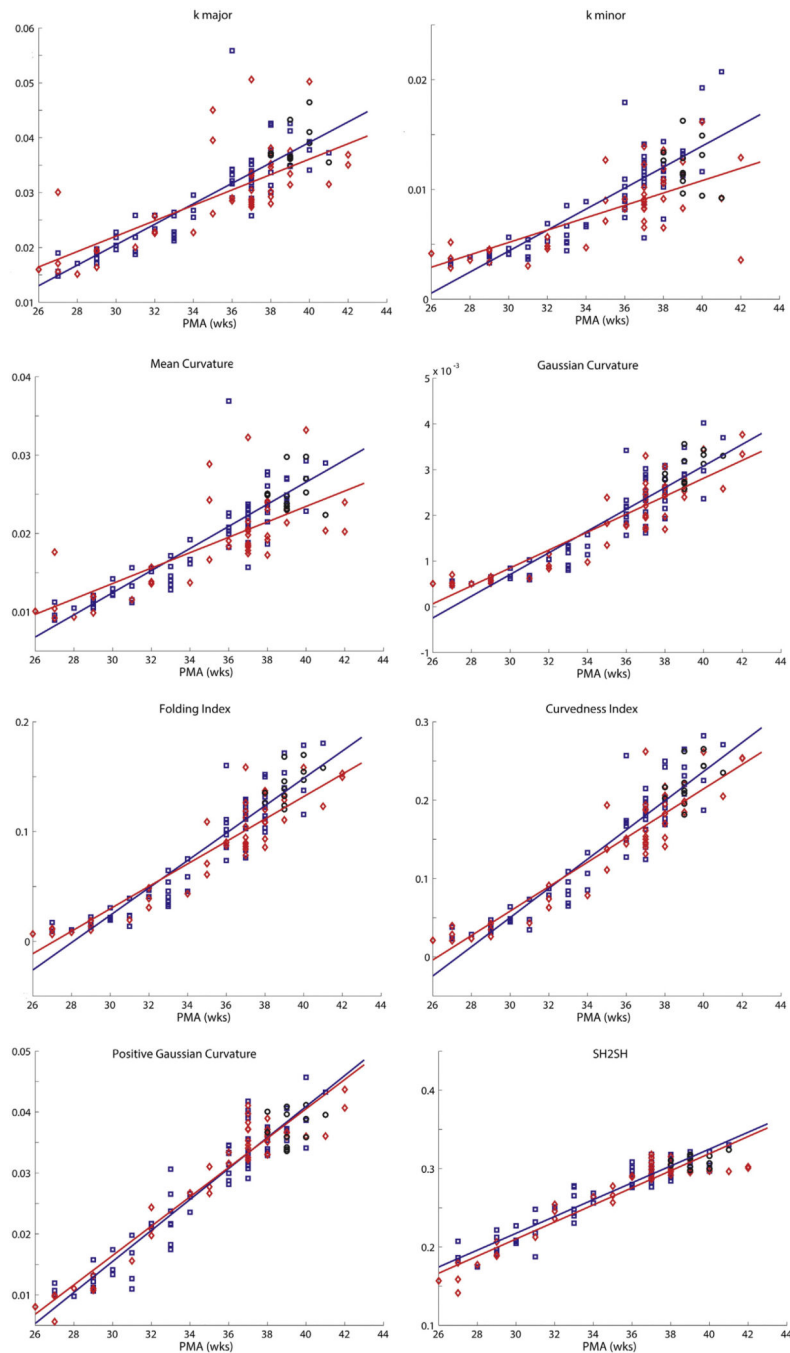 k major
k minor
0.06
0.05
0.04
0.03
0.02
0.01
26 28 30 32 34 36 38 40 42 44
PMA (wks)
0.02
0.01
0
26 28 30 32 34 36 38 40 42 44
PMA (wks)
Mean Curvature
Gaussian Curvature
0.04
0.03
0.02
0.01
26 28 30 32 34 36 38 40 42 44
PMA (wks)
x 10 -3
5
4
3
2
1
0
-1
26 28 30 32 34 36 38 40 42 44
PMA (wks)
Folding Index
Curvedness Index
0.2
0.1
0
26 28 30 32 34 36 38 40 42 44
PMA (wks)
0.3
0.2
0.1
0
26 28 30 32 34 36 38 40 42 44
PMA (wks)
Positive Gaussian Curvature
SH2SH
0.05
0.04
0.03
0.02
0.01
26 28 30 32 34 36 38 40 42 44
PMA (wks)
0.4
0.3
0.2
0.1
26 28 30 32 34 36 38 40 42 44
PMA (wks)